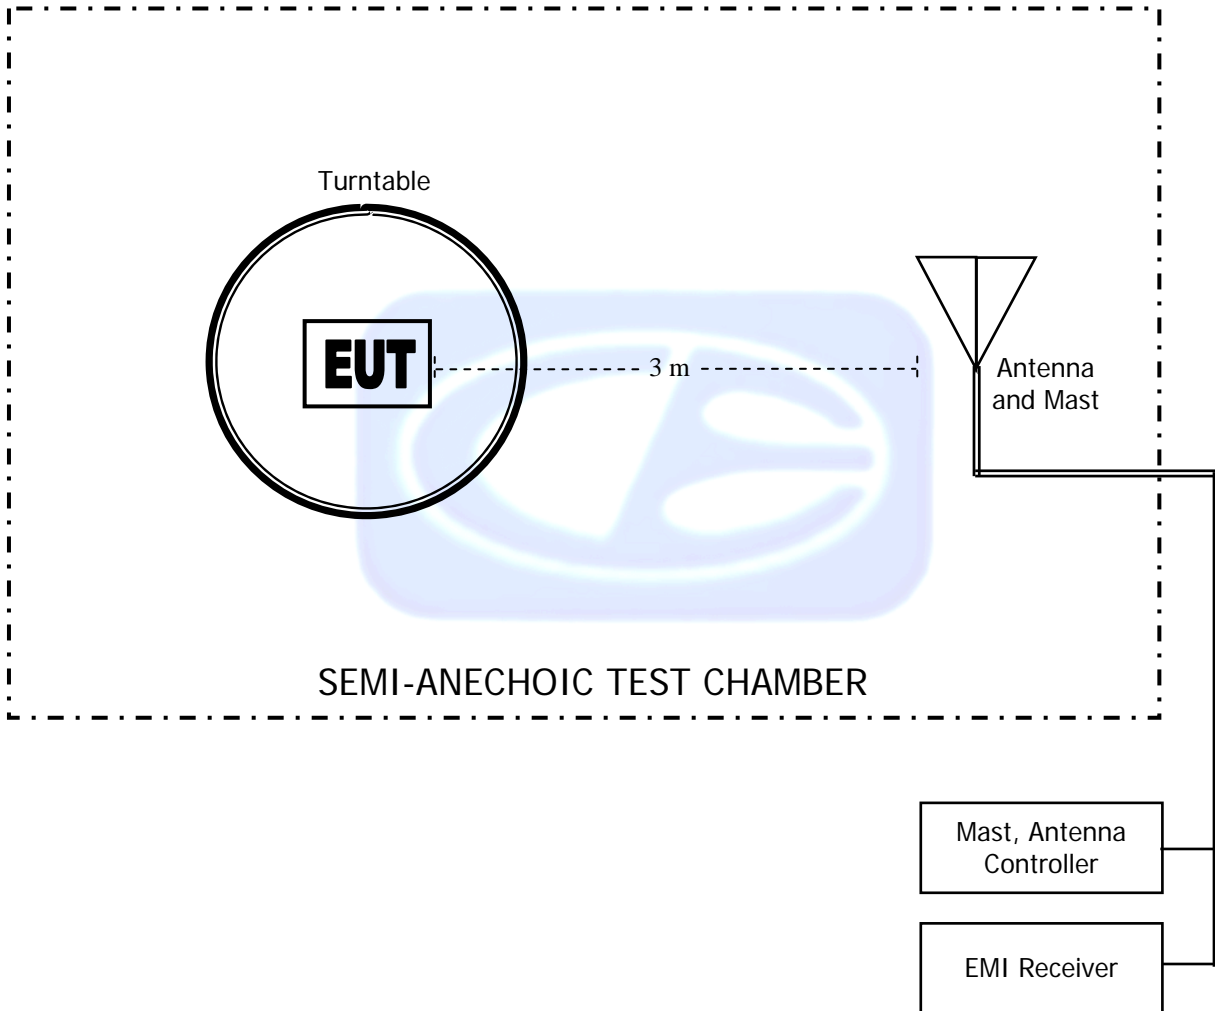 Turntable
EUT
3 m
Antenna
and Mast
SEMI-ANECHOIC TEST CHAMBER
Mast, Antenna
Controller
EMI Receiver